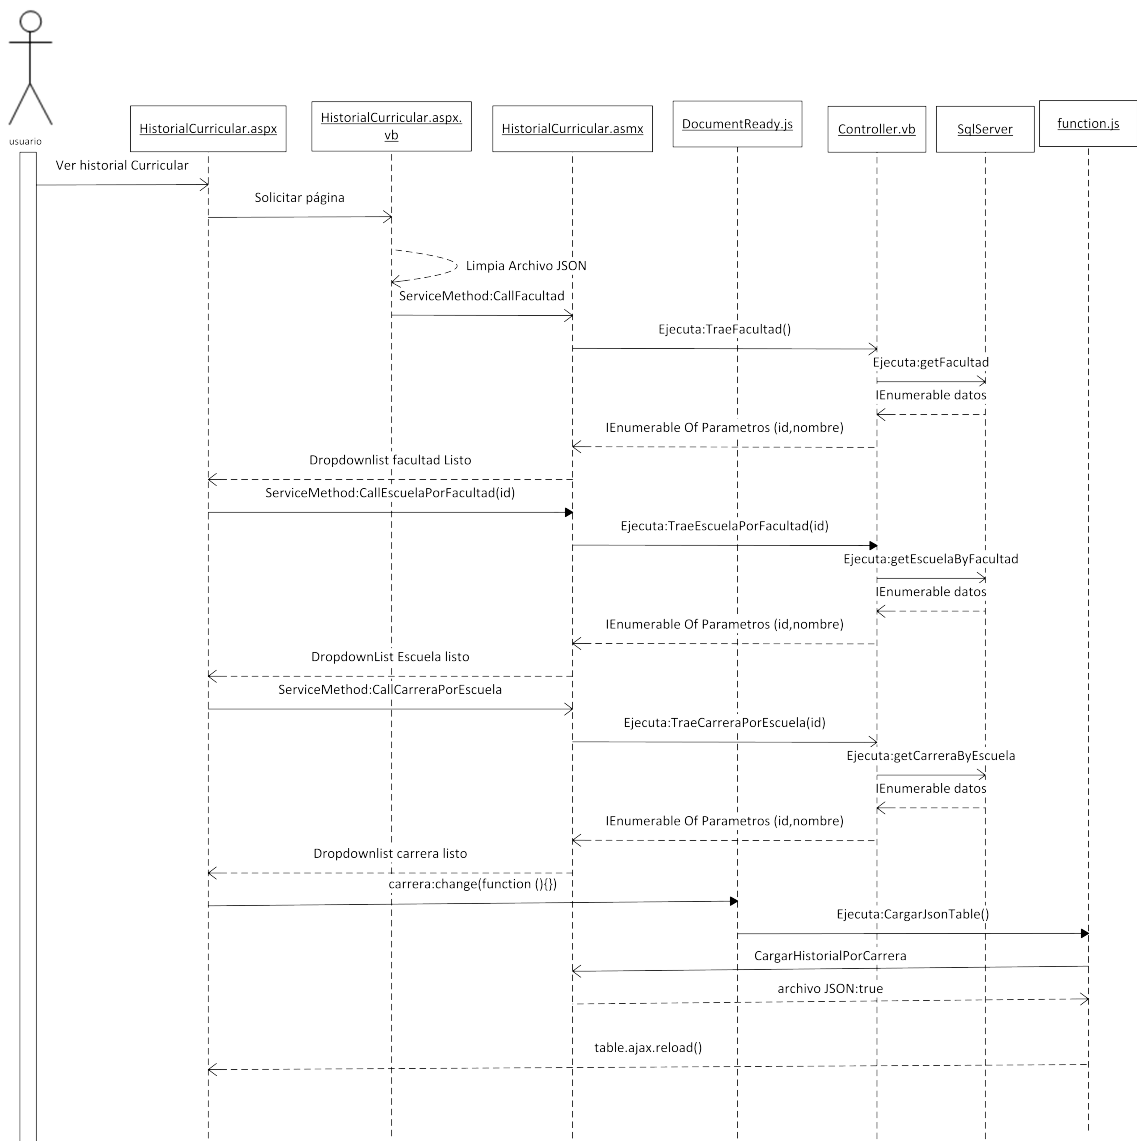 usuario
HistorialCurricular.aspx
HistorialCurricular.aspx.
vb
HistorialCurricular.asmx
DocumentReady.js
Controller.vb
SqlServer
function.js
Ver historial Curricular
Solicitar página
Limpia Archivo JSON
ServiceMethod:CallFacultad
Ejecuta:TraeFacultad()
Ejecuta:getFacultad
IEnumerable datos
IEnumerable Of Parametros (id,nombre)
Dropdownlist facultad Listo
ServiceMethod:CallEscuelaPorFacultad(id)
Ejecuta:TraeEscuelaPorFacultad(id)
Ejecuta:getEscuelaByFacultad
IEnumerable datos
IEnumerable Of Parametros (id,nombre)
DropdownList Escuela listo
ServiceMethod:CallCarreraPorEscuela
Ejecuta:TraeCarreraPorEscuela(id)
Ejecuta:getCarreraByEscuela
IEnumerable datos
IEnumerable Of Parametros (id,nombre)
Dropdownlist carrera listo
carrera:change(function (){})
Ejecuta:CargarJsonTable()
CargarHistorialPorCarrera
archivo JSON:true
table.ajax.reload()